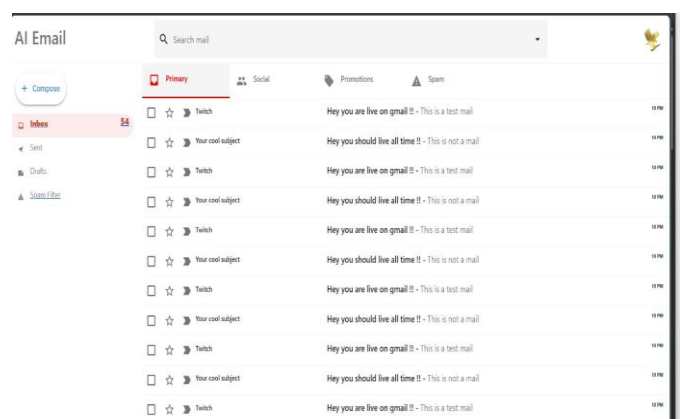 AI Email
Search mail
+ Compose
Inbox 54
Sent
Drafts
Spam Filter
Primary Social Promotions Spam
Twitch Hey you are live on gmail !! - This is a test mail 10 PM
Your cool subject Hey you should live all time !! - This is not a mail 10 PM
Twitch Hey you are live on gmail !! - This is a test mail 10 PM
Your cool subject Hey you should live all time !! - This is not a mail 10 PM
Twitch Hey you are live on gmail !! - This is a test mail 10 PM
Your cool subject Hey you should live all time !! - This is not a mail 10 PM
Twitch Hey you are live on gmail !! - This is a test mail 10 PM
Your cool subject Hey you should live all time !! - This is not a mail 10 PM
Twitch Hey you are live on gmail !! - This is a test mail 10 PM
Your cool subject Hey you should live all time !! - This is not a mail 10 PM
Twitch Hey you are live on gmail !! - This is a test mail 10 PM